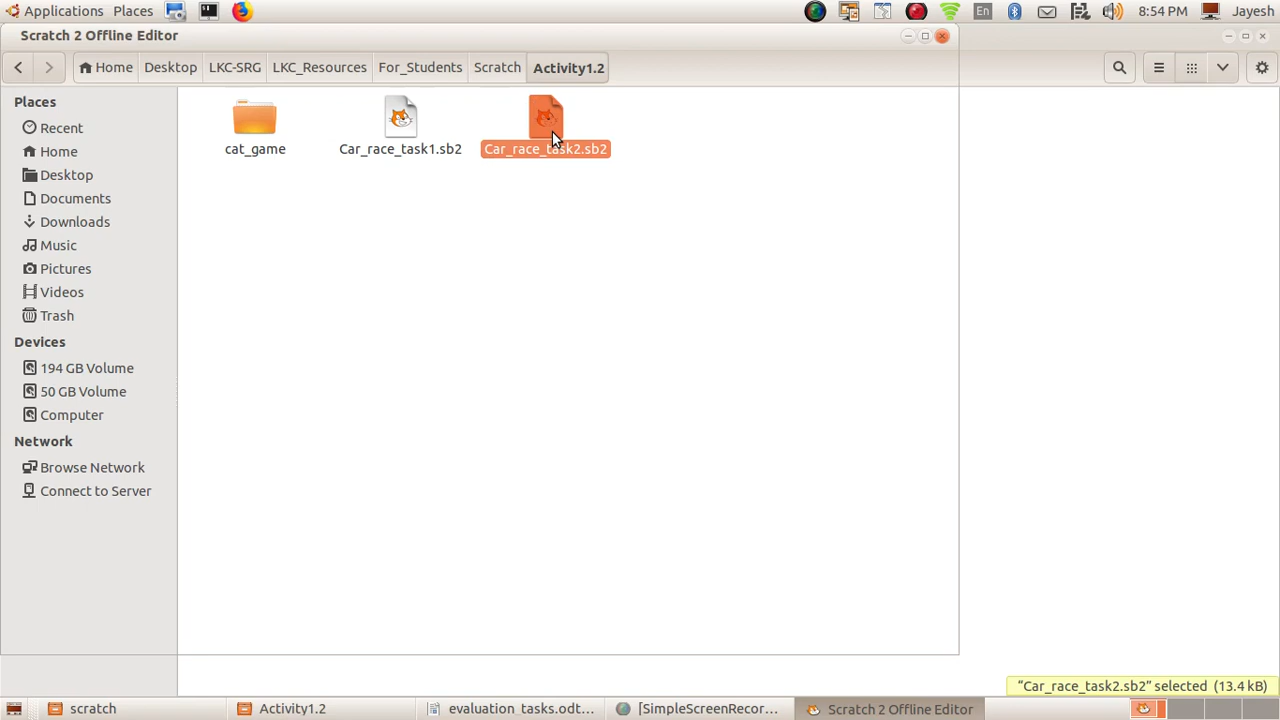 Applications Places En 8:54 PM Jayesh
Scratch 2 Offline Editor
Home Desktop LKC-SRG LKC_Resources For_Students Scratch Activity1.2
Places
Recent
Home
Desktop
Documents
Downloads
Music
Pictures
Videos
Trash
Devices
194 GB Volume
50 GB Volume
Computer
Network
Browse Network
Connect to Server
cat_game Car_race_task1.sb2 Car_race_task2.sb2
“Car_race_task2.sb2” selected (13.4 kB)
scratch Activity1.2 evaluation_tasks.odt... [SimpleScreenRecor... Scratch 2 Offline Editor